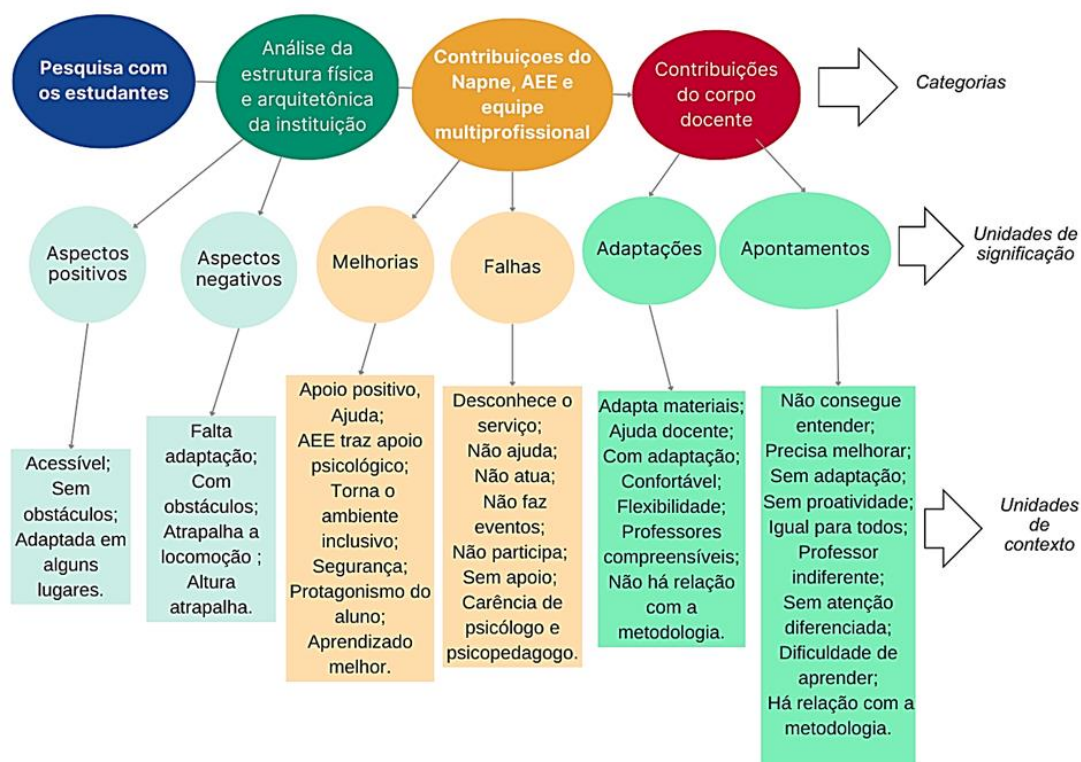 Pesquisa com
os estudantes
Análise da
estrutura física
e arquitetônica
da instituição
Contribuiçoes do
Napne, AEE e
equipe
multiprofissional
Contribuições
do corpo
docente
Categorias
Aspectos
positivos
Aspectos
negativos
Melhorias
Falhas
Adaptações
Apontamentos
Unidades de
significação
Acessível;
Sem
obstáculos;
Adaptada em
alguns
lugares.
Falta
adaptação;
Com
obstáculos;
Atrapalha a
locomoção ;
Altura
atrapalha.
Apoio positivo,
Ajuda;
AEE traz apoio
psicológico;
Torna o
ambiente
inclusivo;
Segurança;
Protagonismo do
aluno;
Aprendizado
melhor.
Desconhece o
serviço;
Não ajuda;
Não atua;
Não faz
eventos;
Não participa;
Sem apoio;
Carência de
psicólogo e
psicopedagogo.
Adapta materiais;
Ajuda docente;
Com adaptação;
Confortável;
Flexibilidade;
Professores
compreensíveis;
Não há relação
com a
metodologia.
Não consegue
entender;
Precisa melhorar;
Sem adaptação;
Sem proatividade;
Igual para todos;
Professor
indiferente;
Sem atenção
diferenciada;
Dificuldade de
aprender;
Há relação com a
metodologia.
Unidades
de
contexto